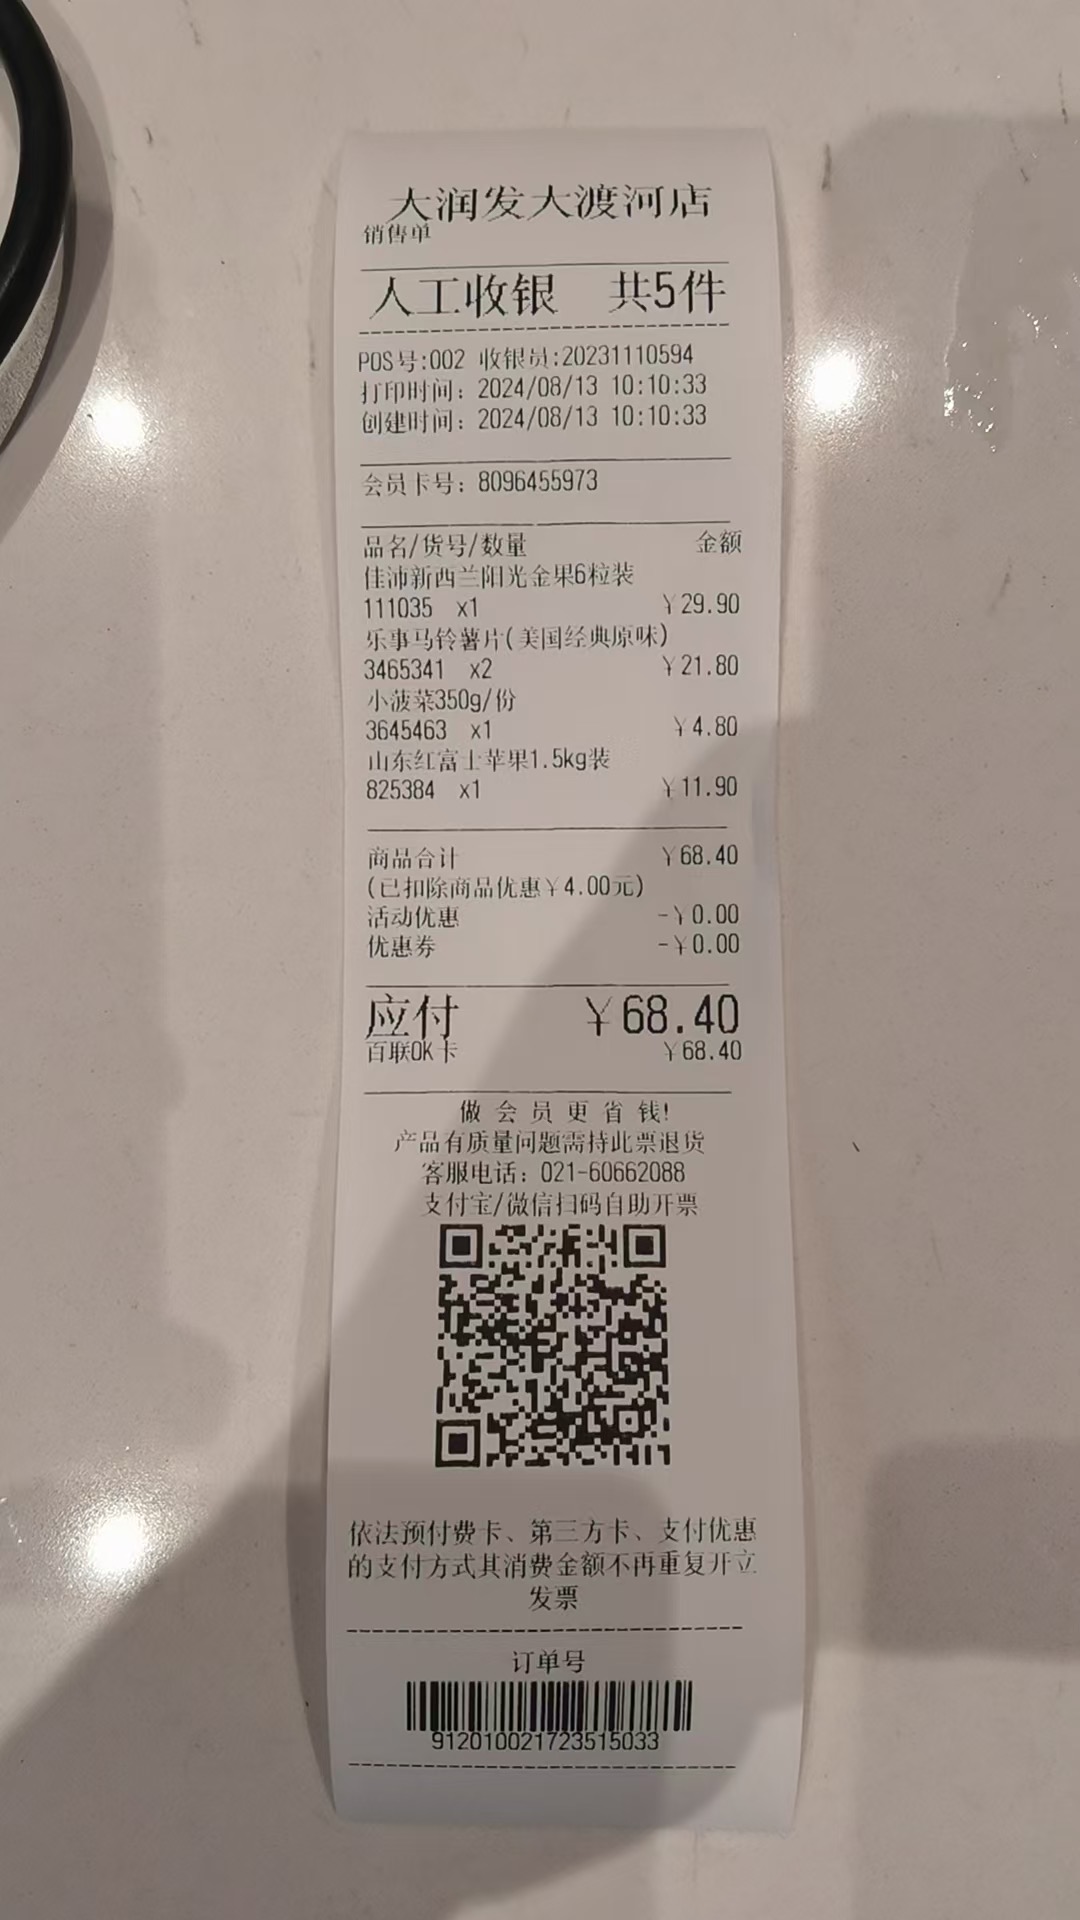 大润发大渡河店
销售单
人工收银 共5件
POS号:002 收银员:20231110594
打印时间: 2024/08/13 10:10:33
创建时间: 2024/08/13 10:10:33
会员卡号: 8096455973
品名/货号/数量 金额
佳沛新西兰阳光金果6粒装
111035 x1 ¥29.90
乐事马铃薯片(美国经典原味)
3465341 x2 ¥21.80
小菠菜350g/份
3645463 x1 ¥4.80
山东红富士苹果1.5kg装
825384 x1 ¥11.90
商品合计 ¥68.40
(已扣除商品优惠¥4.00元)
活动优惠 -¥0.00
优惠券 -¥0.00
应付 ¥68.40
百联OK卡 ¥68.40
做会员更省钱!
产品有质量问题需持此票退货
客服电话: 021-60662088
支付宝/微信扫码自助开票
依法预付费卡、第三方卡、支付优惠
的支付方式其消费金额不再重复开立
发票
订单号
912010021723515033